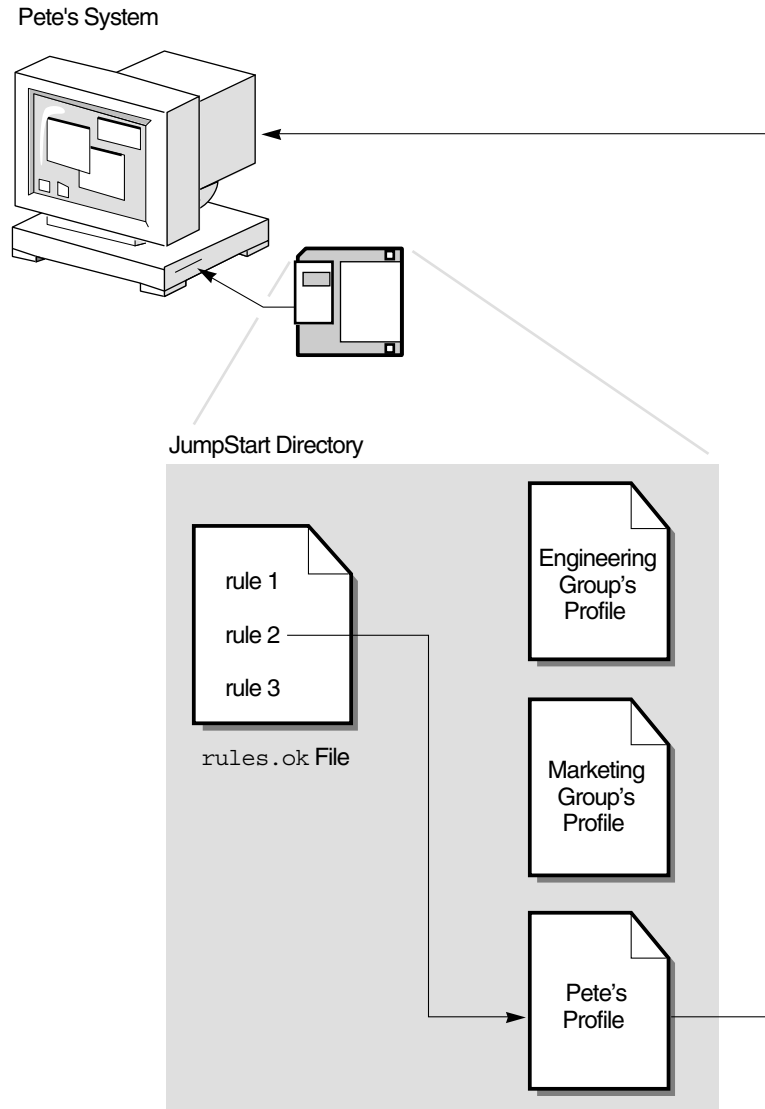 Pete's System
JumpStart Directory
rule 1
rule 2
rule 3
rules.ok File
Engineering
Group's
Profile
Marketing
Group's
Profile
Pete's
Profile